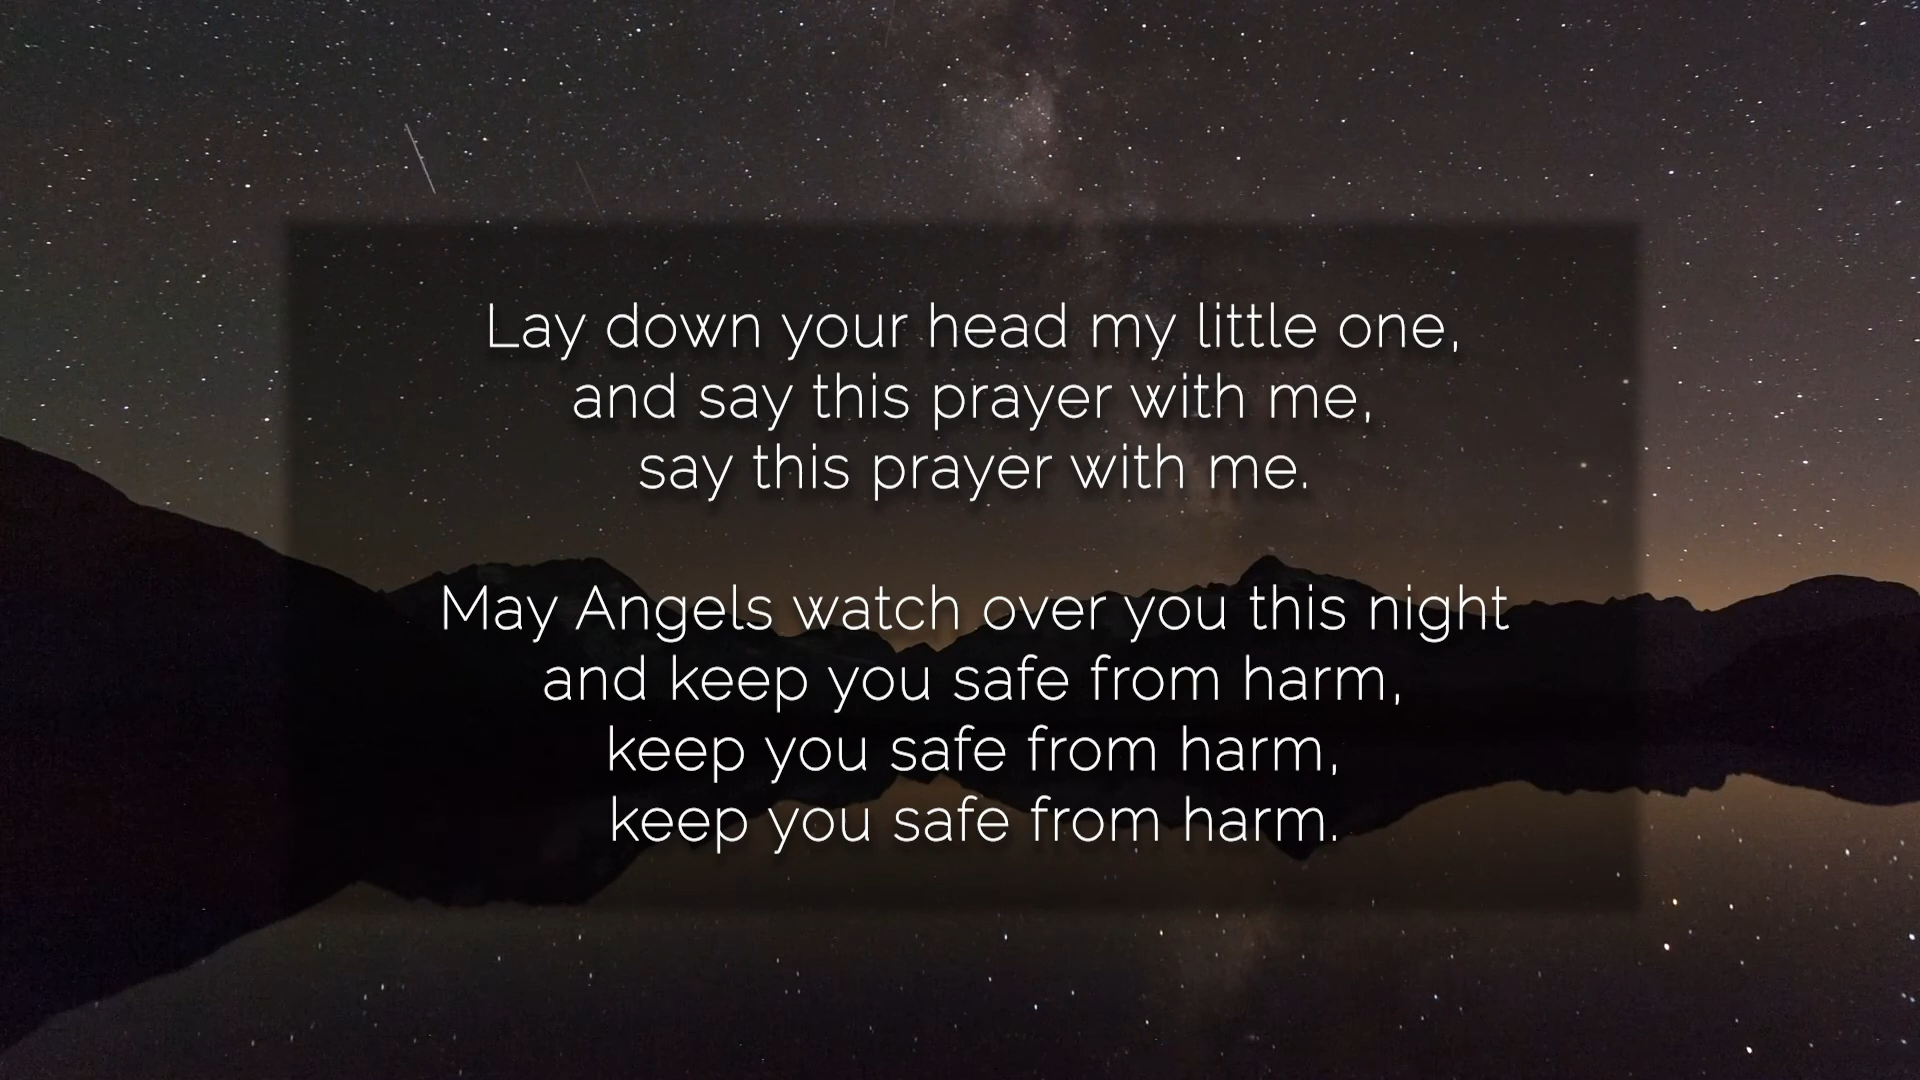 Lay down your head my little one,
and say this prayer with me,
say this prayer with me.
May Angels watch over you this night
and keep you safe from harm,
keep you safe from harm,
keep you safe from harm.